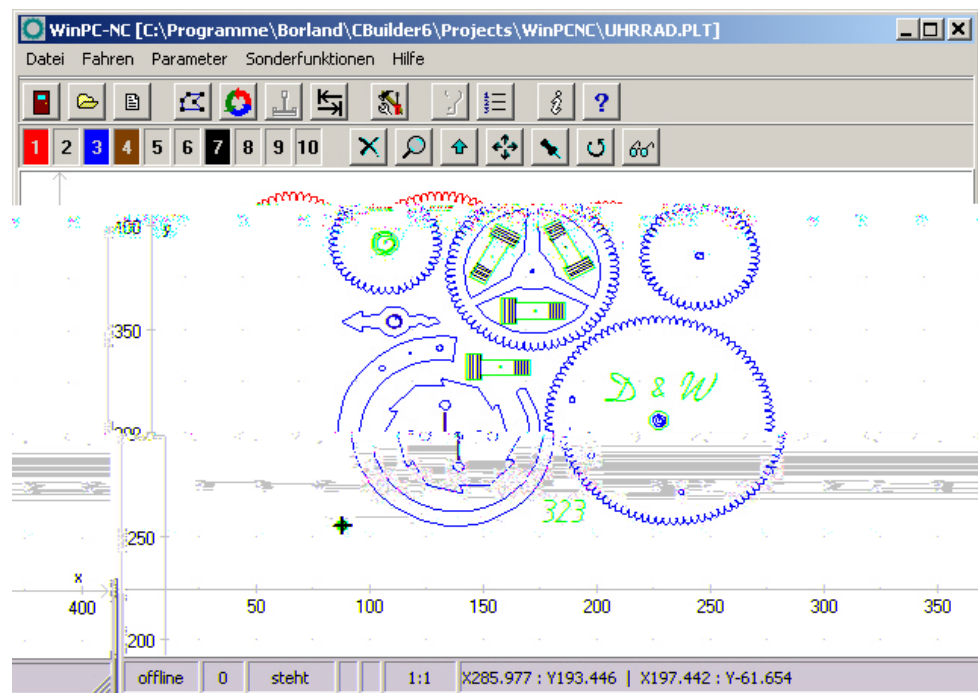 WinPC-NC [C:\Programme\Borland\CBuilder6\Projects\WinPCNC\UHRRAD.PLT]
Datei Fahren Parameter Sonderfunktionen Hilfe
1 2 3 4 5 6 7 8 9 10
400 y
350
D & W
300
323
250
x
400 50 100 150 200 250 300 350
200
offline 0 steht 1:1 X285.977 : Y193.446 | X197.442 : Y-61.654